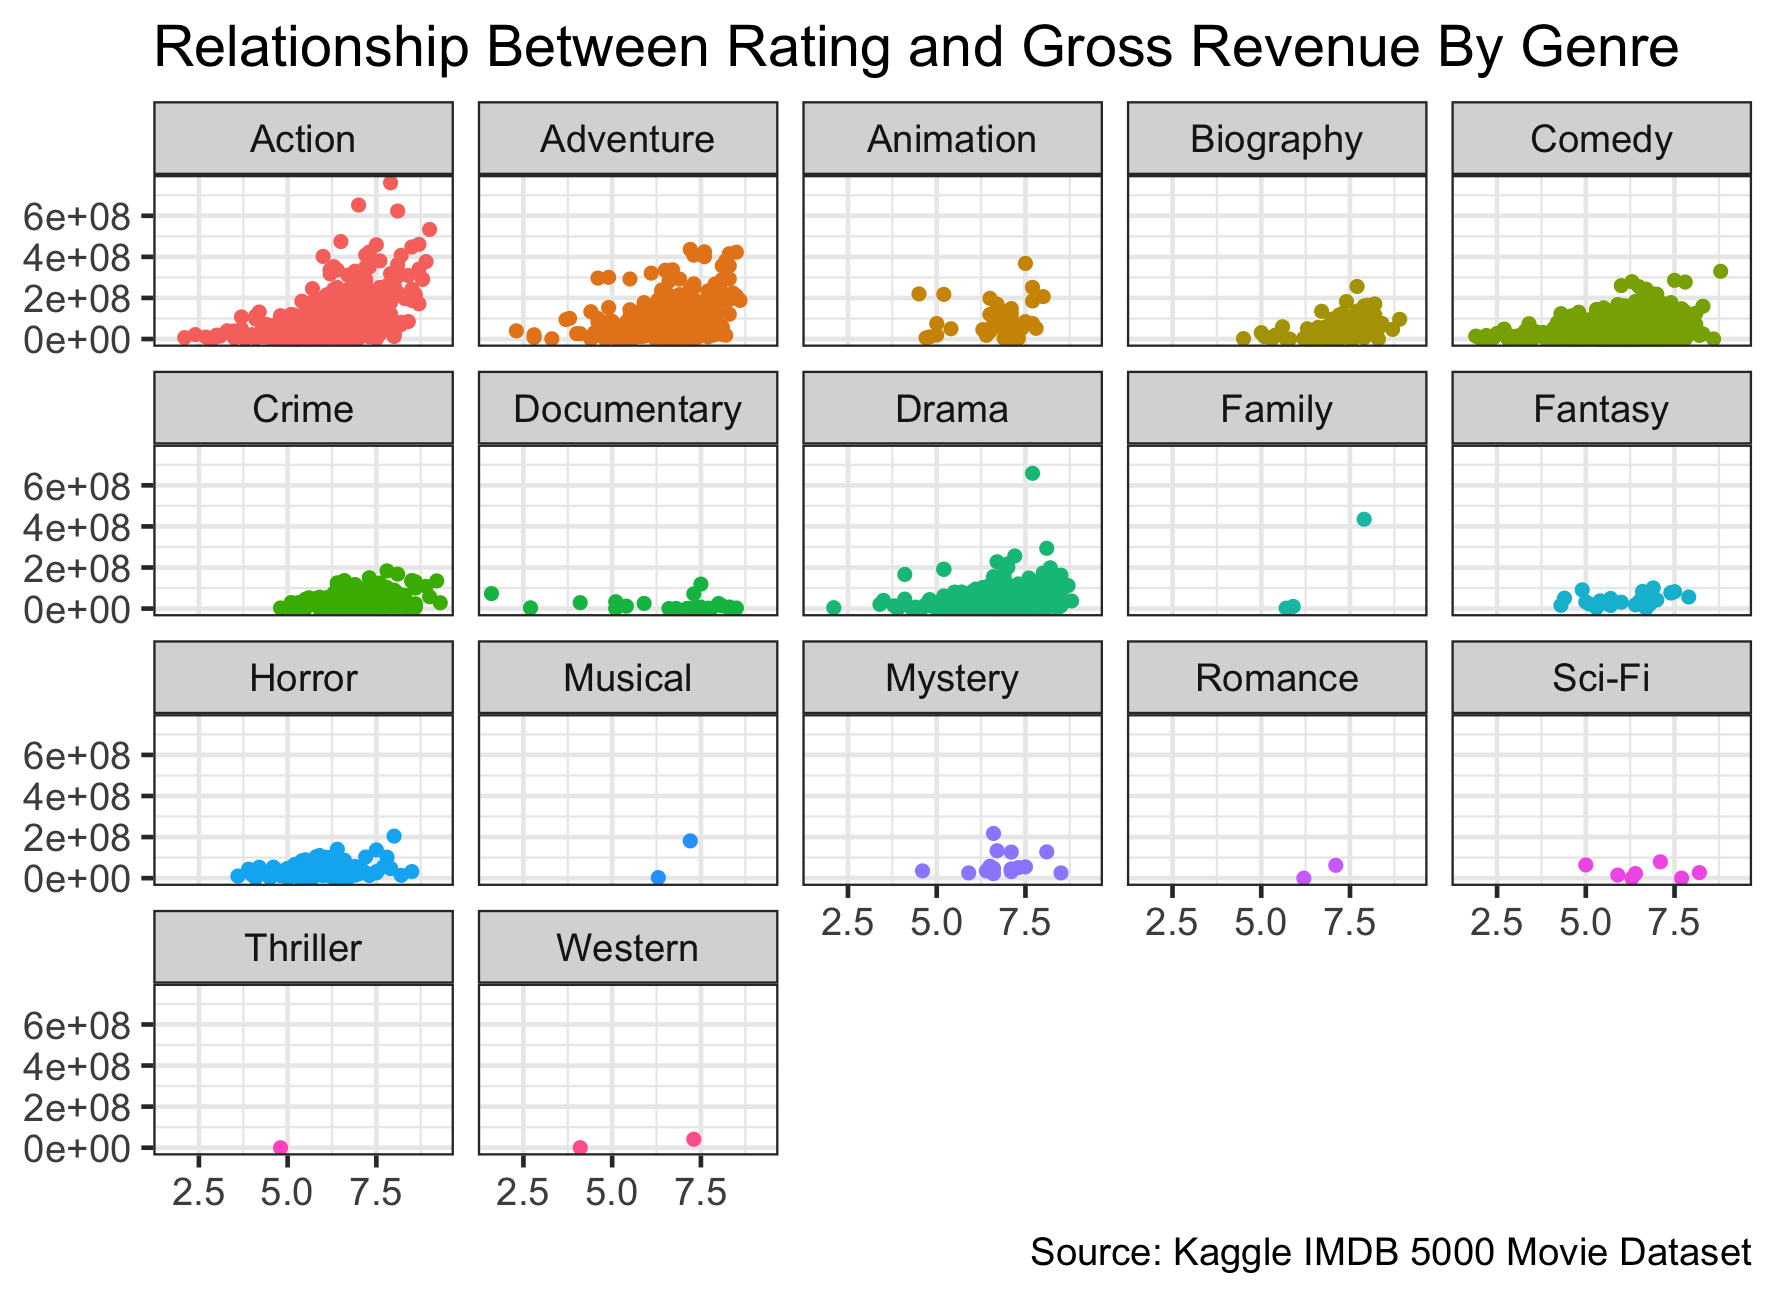 Relationship Between Rating and Gross Revenue By Genre
Action Adventure Animation Biography Comedy
6e+08
4e+08
2e+08
0e+00
Crime Documentary Drama Family Fantasy
6e+08
4e+08
2e+08
0e+00
Horror Musical Mystery Romance Sci-Fi
6e+08
4e+08
2e+08
0e+00
2.5 5.0 7.5 2.5 5.0 7.5 2.5 5.0 7.5
Thriller Western
6e+08
4e+08
2e+08
0e+00
2.5 5.0 7.5 2.5 5.0 7.5
Source: Kaggle IMDB 5000 Movie Dataset